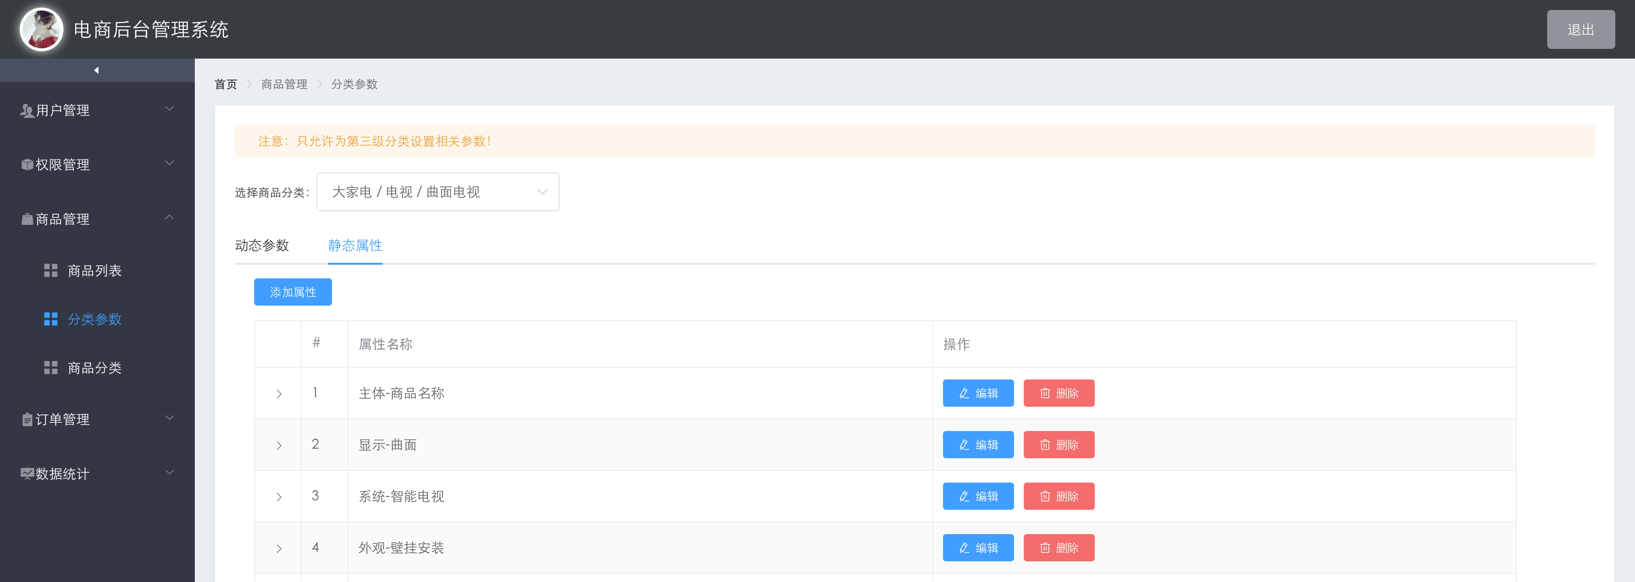 电商后台管理系统
退出
用户管理
权限管理
商品管理
商品列表
分类参数
商品分类
订单管理
数据统计
首页 > 商品管理 > 分类参数
注意：只允许为第三级分类设置相关参数！
选择商品分类： 大家电 / 电视 / 曲面电视
动态参数 静态属性
添加属性
# 属性名称 操作
1 主体-商品名称 编辑 删除
2 显示-曲面 编辑 删除
3 系统-智能电视 编辑 删除
4 外观-壁挂安装 编辑 删除